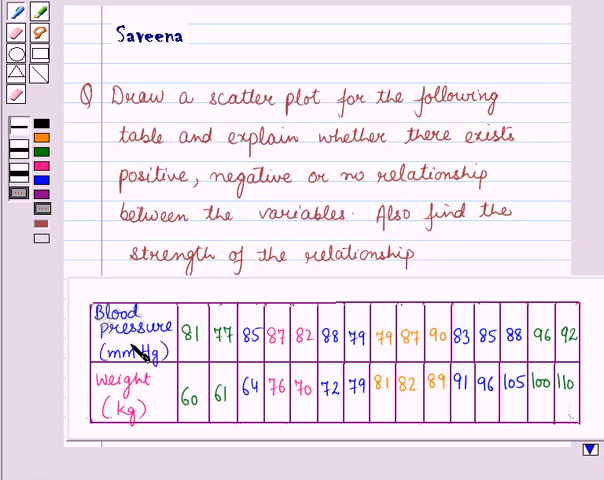 Saveena
Q Draw a scatter plot for the following
table and explain whether there exists
positive, negative or no relationship
between the variables. Also find the
strength of the relationship
Blood
pressure
(mmHg) 81 77 85 87 82 88 79 79 87 90 83 85 88 96 92
Weight
(kg) 60 61 64 76 70 72 79 81 82 89 91 96 105 100 110